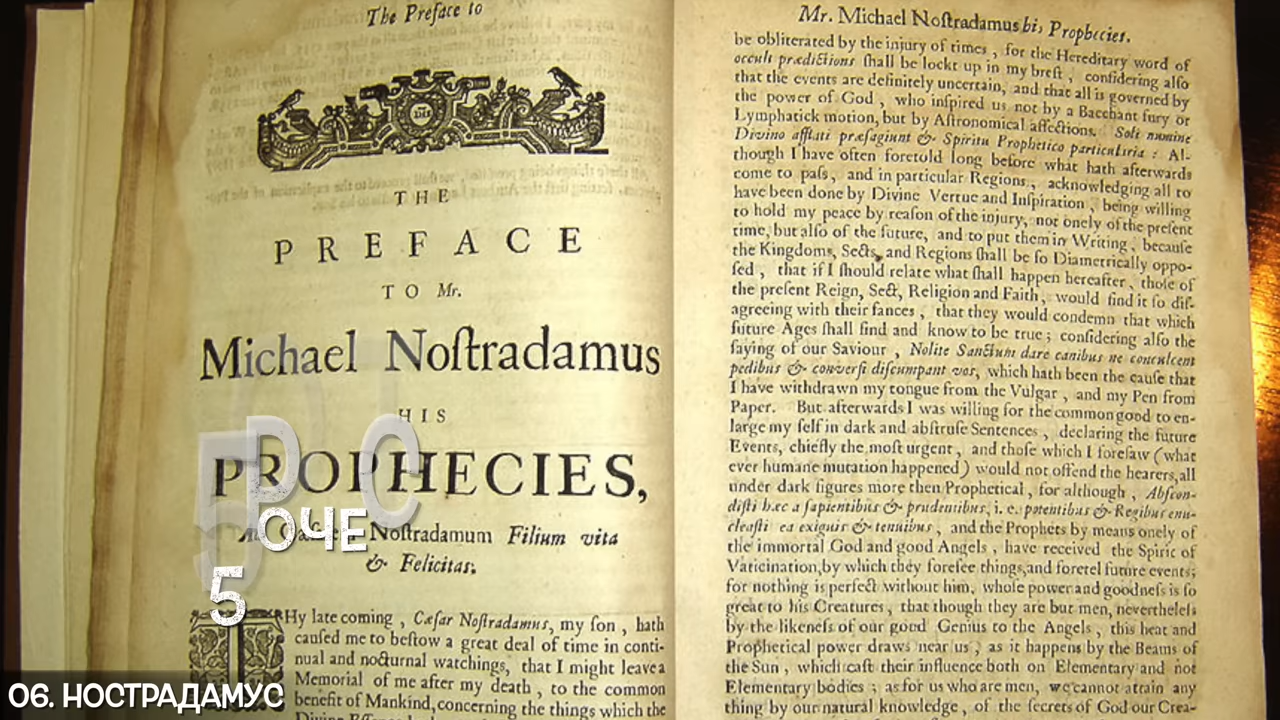 The Preface to
THE
PREFACE
TO Mr.
Michael Noſtradamus
HIS
PROPHECIES,
Noſtradamum Filium vita
& Felicitas.
THy late coming , Cæſar Noſtradamus, my ſon , hath
cauſed me to beſtow a great deal of time in conti-
nual and nocturnal watchings, that I might leave a
Memorial of me after my death , to the common
benefit of Mankind, concerning the things which the
Mr. Michael Noſtradamus his Prophecies.
be obliterated by the injury of times , for the Hereditary word of
occult prædictions ſhall be lockt up in my breſt , conſidering alſo
that the events are definitely uncertain, and that all is governed by
the power of God , who inſpired us not by a Bacchant fury or
Lymphatick motion, but by Aſtronomical affections. Soli numine
Divino afflati præſagiunt & Spiritu Prophetico particularia : Al-
though I have often foretold long before what hath afterwards
come to paſs, and in particular Regions, acknowledging all to
have been done by Divine Vertue and Inſpiration , being willing
to hold my peace by reaſon of the injury, not onely of the preſent
time, but alſo of the future, and to put them in Writing, becauſe
the Kingdoms, Sects, and Regions ſhall be ſo Diametrically oppo-
ſed , that if I ſhould relate what ſhall happen hereafter, thoſe of
the preſent Reign, Sect, Religion and Faith, would find it ſo diſ-
agreeing with their fances , that they would condemn that which
future Ages ſhall find and know to be true ; conſidering alſo the
ſaying of our Saviour , Nolite Sanctum dare canibus ne conculcent
pedibus & converſi diſcumpant vos, which hath been the cauſe that
I have withdrawn my tongue from the Vulgar , and my Pen from
Paper. But afterwards I was willing for the common good to en-
large my ſelf in dark and abſtruſe Sentences , declaring the future
Events, chiefly the moſt urgent , and thoſe which I foreſaw (what
ever humane mutation happened) would not offend the hearers, all
under dark figures more then Prophetical, for although , Abſcon-
diſti hæc a ſapientibus & prudentibus, i. e. potentibus & Regibus enu-
cleaſti ea exiguis & tenuibus , and the Prophets by means onely of
the immortal God and good Angels , have received the Spirit of
Vaticination, by which they foreſee things, and foretel future events;
for nothing is perfect without him, whoſe power and goodneſs is ſo
great to his Creatures , that though they are but men, nevertheleſs
by the likeneſs of our good Genius to the Angels , this heat and
Prophetical power draws near us , as it happens by the Beams of
the Sun , which caſt their influence both on Elementary and not
Elementary bodies ; as for us who are men, we cannot attain any
thing by our natural knowledge , of the ſecrets of God our Crea-
РС
ОЧЕ
5
06. НОСТРАДАМУС